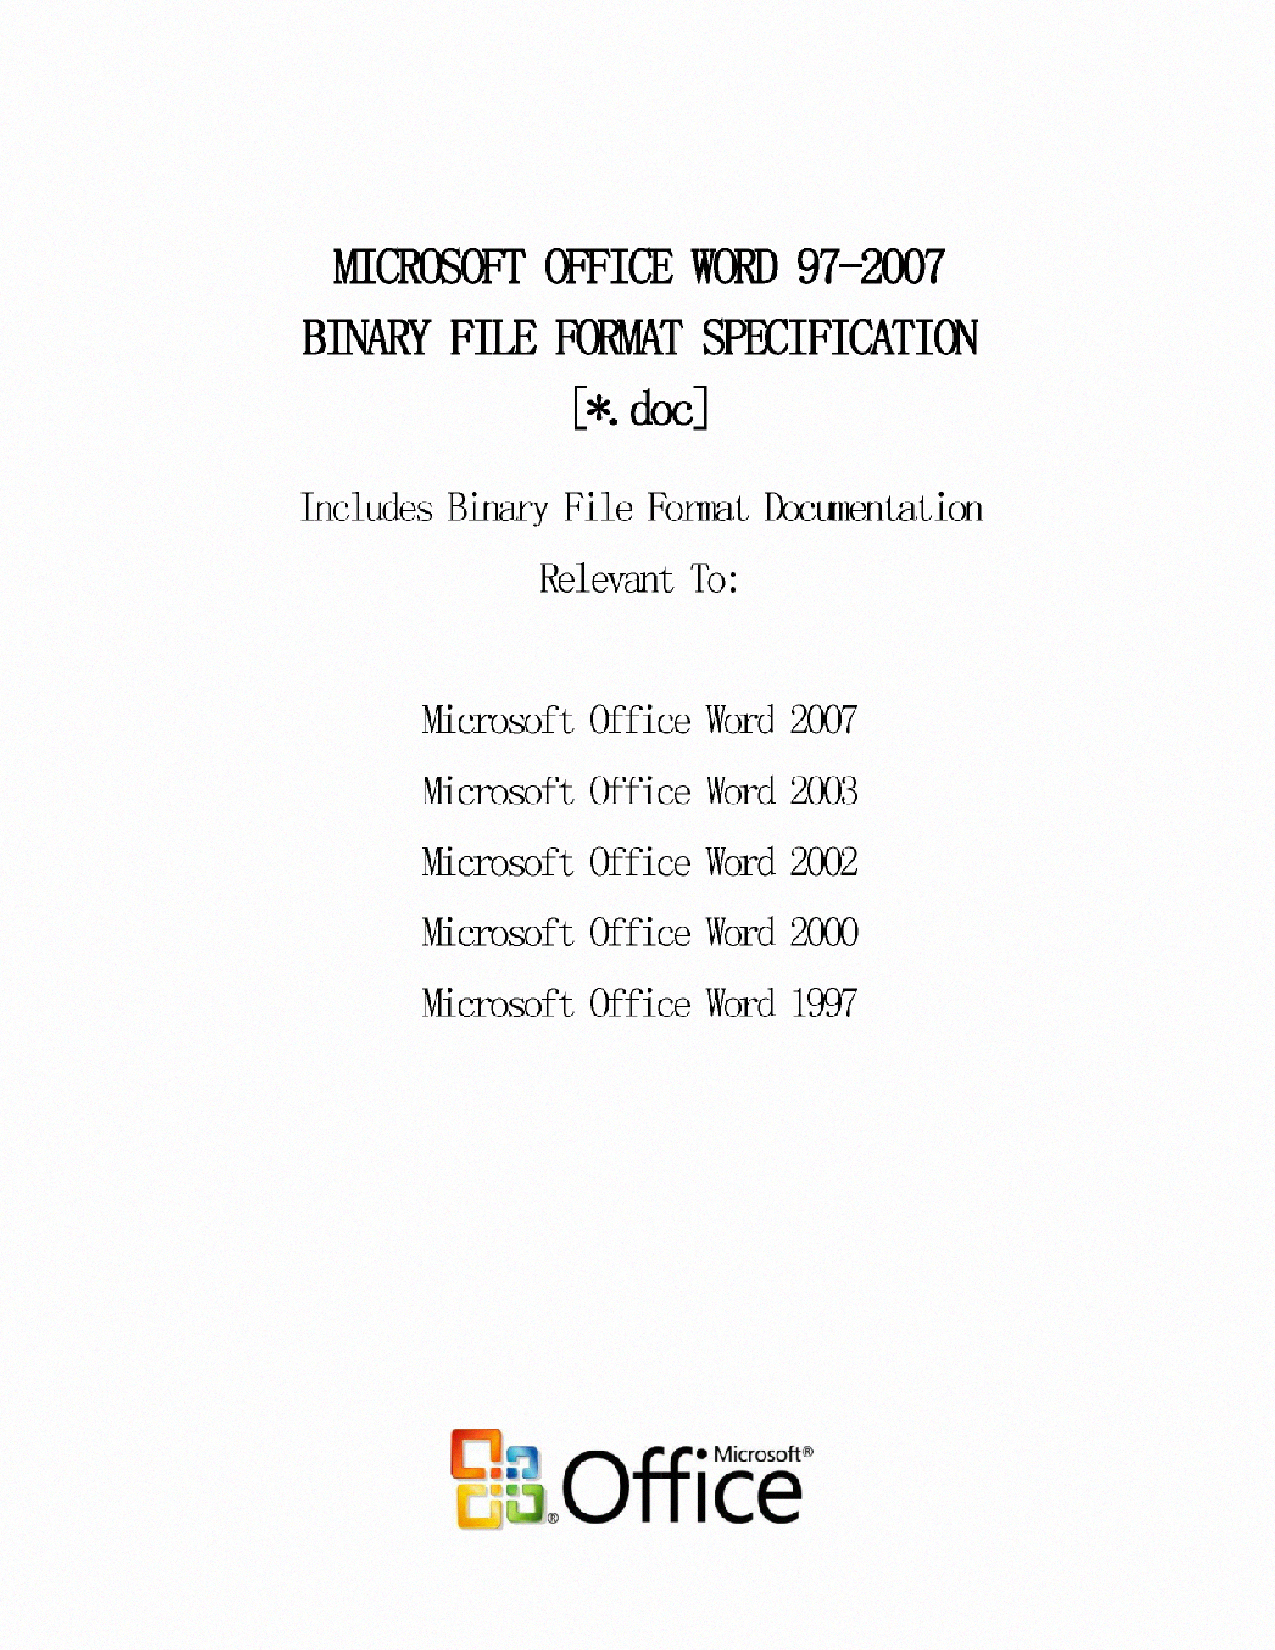 MICROSOFT OFFICE WORD 97-2007
BINARY FILE FORMAT SPECIFICATION
[*.doc]
Includes Binary File Format Documentation
Relevant To:
Microsoft Office Word 2007
Microsoft Office Word 2003
Microsoft Office Word 2002
Microsoft Office Word 2000
Microsoft Office Word 1997
Microsoft®
®Office